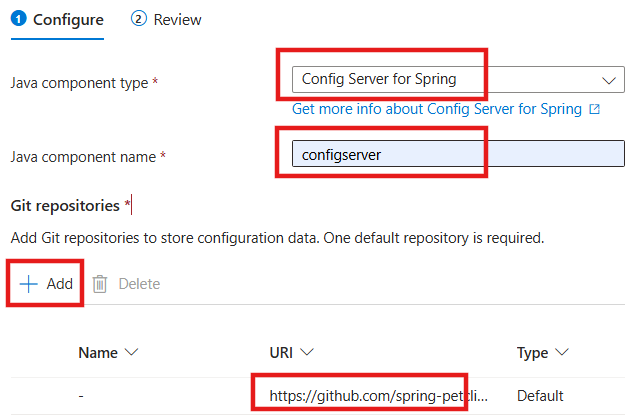 1 Configure 2 Review
Java component type * Config Server for Spring
Get more info about Config Server for Spring
Java component name * configserver
Git repositories *
Add Git repositories to store configuration data. One default repository is required.
+ Add Delete
Name URI Type
- https://github.com/spring-petcli... Default